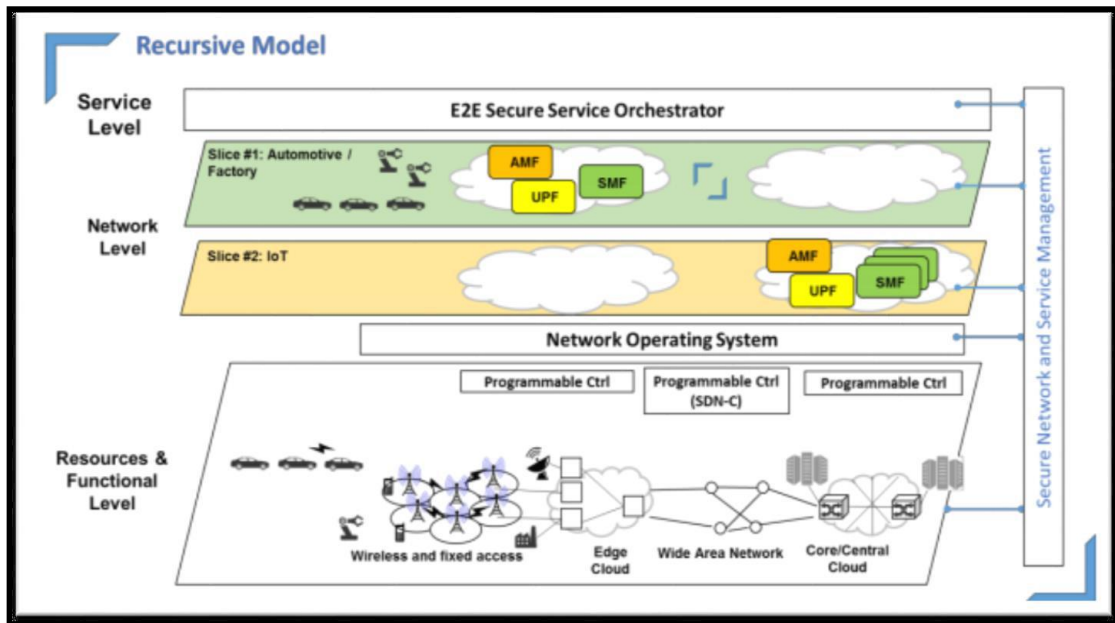 Recursive Model
Service
Level
E2E Secure Service Orchestrator
Slice #1: Automotive /
Factory
AMF
UPF
SMF
Network
Level
Slice #2: IoT
AMF
UPF
SMF
Network Operating System
Programmable Ctrl
Programmable Ctrl
(SDN-C)
Programmable Ctrl
Resources &
Functional
Level
Wireless and fixed access
Edge
Cloud
Wide Area Network
Core/Central
Cloud
Secure Network and Service Management